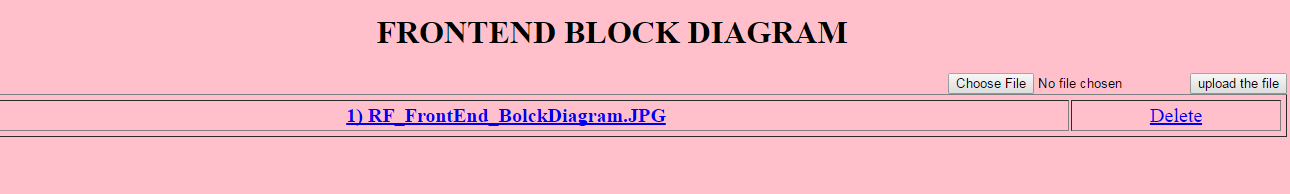 FRONTEND BLOCK DIAGRAM
Choose File No file chosen upload the file
1) RF_FrontEnd_BolckDiagram.JPG Delete